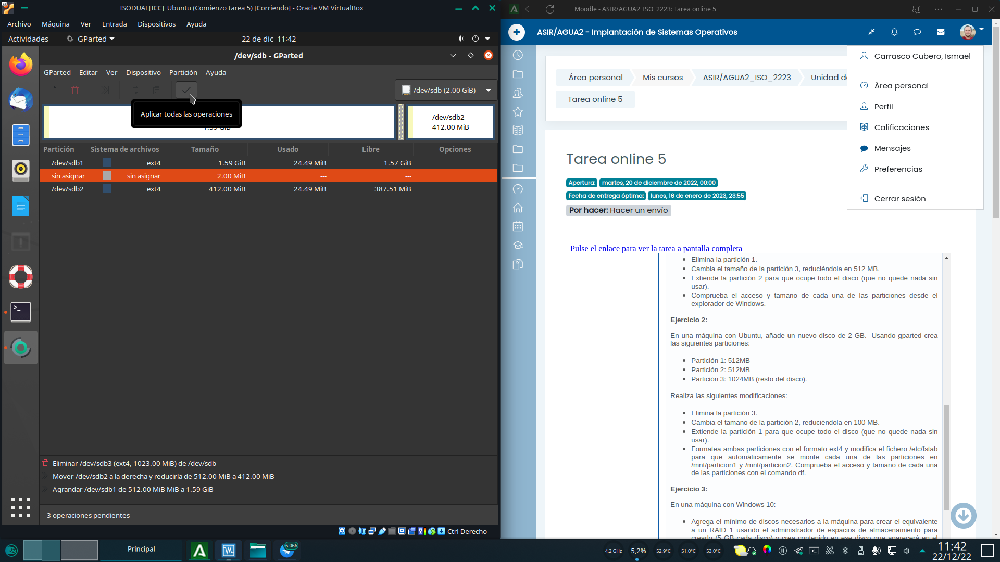 ISODUAL[ICC]_Ubuntu (Comienzo tarea 5) [Corriendo] - Oracle VM VirtualBox
Archivo Máquina Ver Entrada Dispositivos Ayuda
Actividades GParted 22 de dic 11:42
/dev/sdb - GParted
GParted Editar Ver Dispositivo Partición Ayuda
/dev/sdb (2.00 GiB)
Aplicar todas las operaciones
1.59 GiB
/dev/sdb2
412.00 MiB
Partición Sistema de archivos Tamaño Usado Libre Opciones
/dev/sdb1 ext4 1.59 GiB 24.49 MiB 1.57 GiB
sin asignar sin asignar 2.00 MiB --- ---
/dev/sdb2 ext4 412.00 MiB 24.49 MiB 387.51 MiB
Eliminar /dev/sdb3 (ext4, 1023.00 MiB) de /dev/sdb
Mover /dev/sdb2 a la derecha y reducirla de 512.00 MiB a 412.00 MiB
Agrandar /dev/sdb1 de 512.00 MiB MiB a 1.59 GiB
3 operaciones pendientes
Ctrl Derecho
Moodle - ASIR/AGUA2_ISO_2223: Tarea online 5
ASIR/AGUA2 - Implantación de Sistemas Operativos
Carrasco Cubero, Ismael
Área personal
Perfil
Calificaciones
Mensajes
Preferencias
Cerrar sesión
Área personal Mis cursos ASIR/AGUA2_ISO_2223 Unidad de
Tarea online 5
Tarea online 5
Apertura: martes, 20 de diciembre de 2022, 00:00
Fecha de entrega óptima: lunes, 16 de enero de 2023, 23:55
Por hacer: Hacer un envío
Pulse el enlace para ver la tarea a pantalla completa
Elimina la partición 1.
Cambia el tamaño de la partición 3, reduciéndola en 512 MB.
Extiende la partición 2 para que ocupe todo el disco (que no quede nada sin
usar).
Comprueba el acceso y tamaño de cada una de las particiones desde el
explorador de Windows.
Ejercicio 2:
En una máquina con Ubuntu, añade un nuevo disco de 2 GB. Usando gparted crea
las siguientes particiones:
Partición 1: 512MB
Partición 2: 512MB
Partición 3: 1024MB (resto del disco).
Realiza las siguientes modificaciones:
Elimina la partición 3.
Cambia el tamaño de la partición 2, reduciéndola en 100 MB.
Extiende la partición 1 para que ocupe todo el disco (que no quede nada sin
usar).
Formatea ambas particiones con el formato ext4 y modifica el fichero /etc/fstab
para que automáticamente se monte cada una de las particiones en
/mnt/particion1 y /mnt/particion2. Comprueba el acceso y tamaño de cada una
de las particiones con el comando df.
Ejercicio 3:
En una máquina con Windows 10:
Agrega el mínimo de discos necesarios a la máquina para crear el equivalente
a un RAID 1 usando el administrador de espacios de almacenamiento para
crearlo (5 GB cada disco) y crea contenido en ese disco que aparecerá en el
Principal
6.066
4,2 GHz 5,2% 52,9°C 51,0°C 53,0°C
11:42
22/12/22